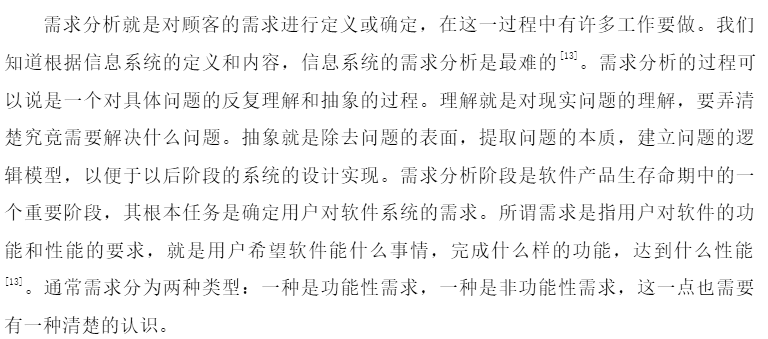 需求分析就是对顾客的需求进行定义或确定，在这一过程中有许多工作要做。我们
知道根据信息系统的定义和内容，信息系统的需求分析是最难的[13]。需求分析的过程可
以说是一个对具体问题的反复理解和抽象的过程。理解就是对现实问题的理解，要弄清
楚究竟需要解决什么问题。抽象就是除去问题的表面，提取问题的本质，建立问题的逻
辑模型，以便于以后阶段的系统的设计实现。需求分析阶段是软件产品生存命期中的一
个重要阶段，其根本任务是确定用户对软件系统的需求。所谓需求是指用户对软件的功
能和性能的要求，就是用户希望软件能什么事情，完成什么样的功能，达到什么性能
[13]。通常需求分为两种类型：一种是功能性需求，一种是非功能性需求，这一点也需要
有一种清楚的认识。